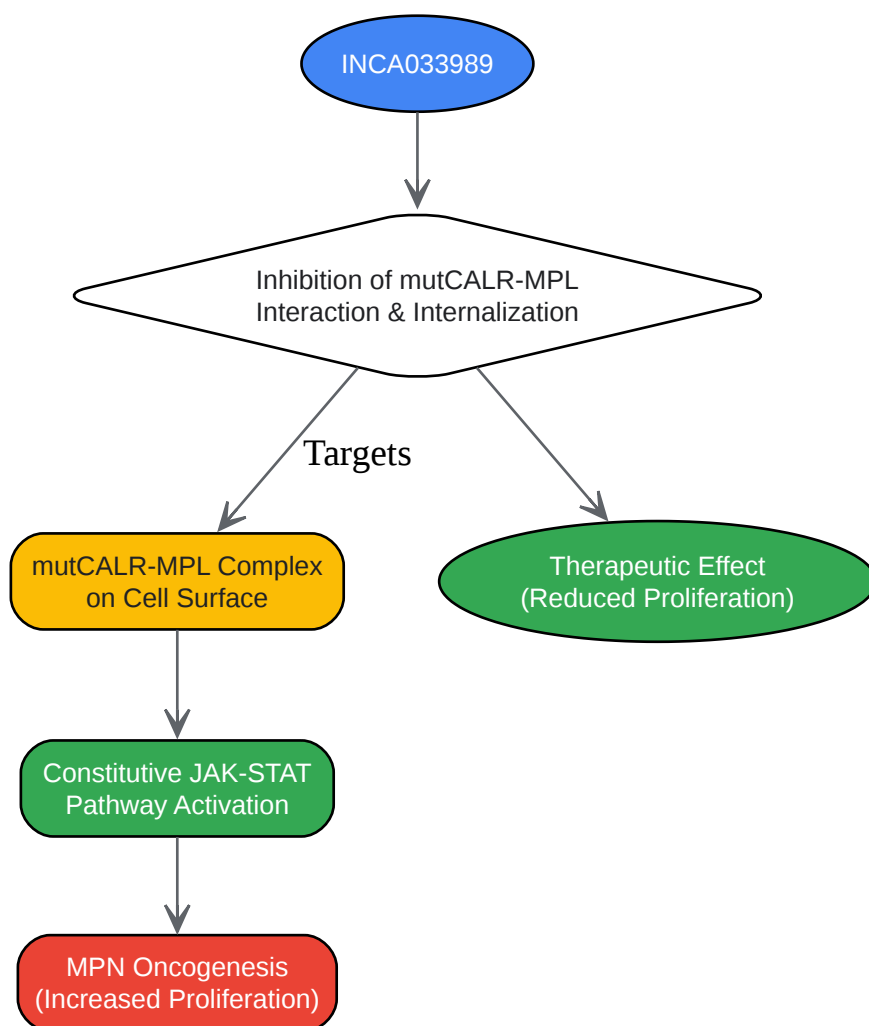 INCA033989
Inhibition of mutCALR-MPL
Interaction & Internalization
Targets
mutCALR-MPL Complex
on Cell Surface
Therapeutic Effect
(Reduced Proliferation)
Constitutive JAK-STAT
Pathway Activation
MPN Oncogenesis
(Increased Proliferation)